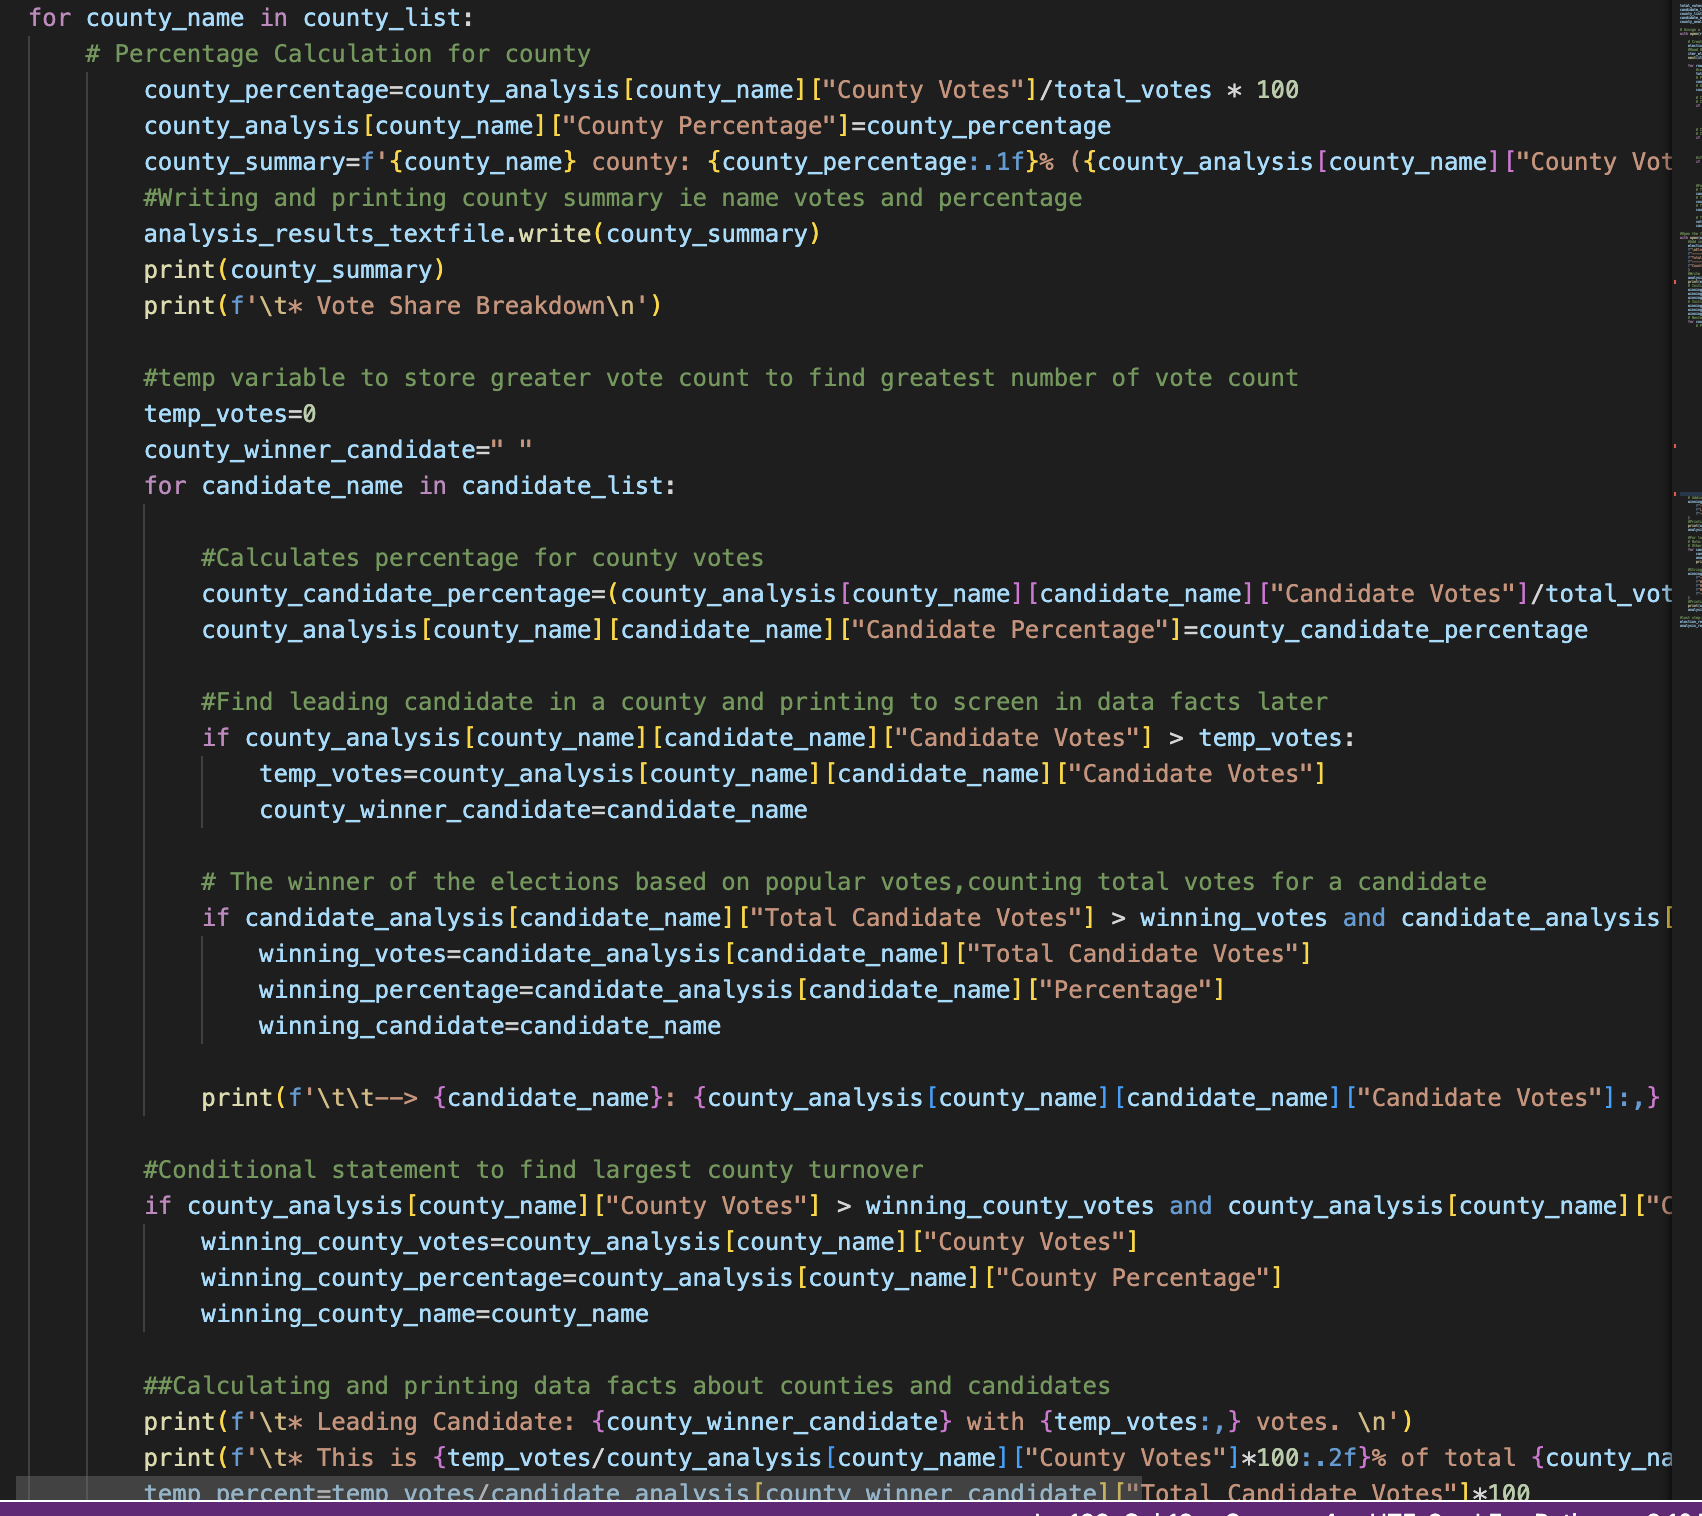 for county_name in county_list:
# Percentage Calculation for county
county_percentage=county_analysis[county_name]["County Votes"]/total_votes * 100
county_analysis[county_name]["County Percentage"]=county_percentage
county_summary=f'{county_name} county: {county_percentage:.1f}% ({county_analysis[county_name]["County Vot
#Writing and printing county summary ie name votes and percentage
analysis_results_textfile.write(county_summary)
print(county_summary)
print(f'\t* Vote Share Breakdown\n')
#temp variable to store greater vote count to find greatest number of vote count
temp_votes=0
county_winner_candidate=" "
for candidate_name in candidate_list:
#Calculates percentage for county votes
county_candidate_percentage=(county_analysis[county_name][candidate_name]["Candidate Votes"]/total_vot
county_analysis[county_name][candidate_name]["Candidate Percentage"]=county_candidate_percentage
#Find leading candidate in a county and printing to screen in data facts later
if county_analysis[county_name][candidate_name]["Candidate Votes"] > temp_votes:
temp_votes=county_analysis[county_name][candidate_name]["Candidate Votes"]
county_winner_candidate=candidate_name
# The winner of the elections based on popular votes,counting total votes for a candidate
if candidate_analysis[candidate_name]["Total Candidate Votes"] > winning_votes and candidate_analysis[
winning_votes=candidate_analysis[candidate_name]["Total Candidate Votes"]
winning_percentage=candidate_analysis[candidate_name]["Percentage"]
winning_candidate=candidate_name
print(f'\t\t--> {candidate_name}: {county_analysis[county_name][candidate_name]["Candidate Votes"]:,}
#Conditional statement to find largest county turnover
if county_analysis[county_name]["County Votes"] > winning_county_votes and county_analysis[county_name]["C
winning_county_votes=county_analysis[county_name]["County Votes"]
winning_county_percentage=county_analysis[county_name]["County Percentage"]
winning_county_name=county_name
##Calculating and printing data facts about counties and candidates
print(f'\t* Leading Candidate: {county_winner_candidate} with {temp_votes:,} votes. \n')
print(f'\t* This is {temp_votes/county_analysis[county_name]["County Votes"]*100:.2f}% of total {county_na
temp_percent=temp_votes/candidate_analysis[county_winner_candidate]["Total Candidate Votes"]*100